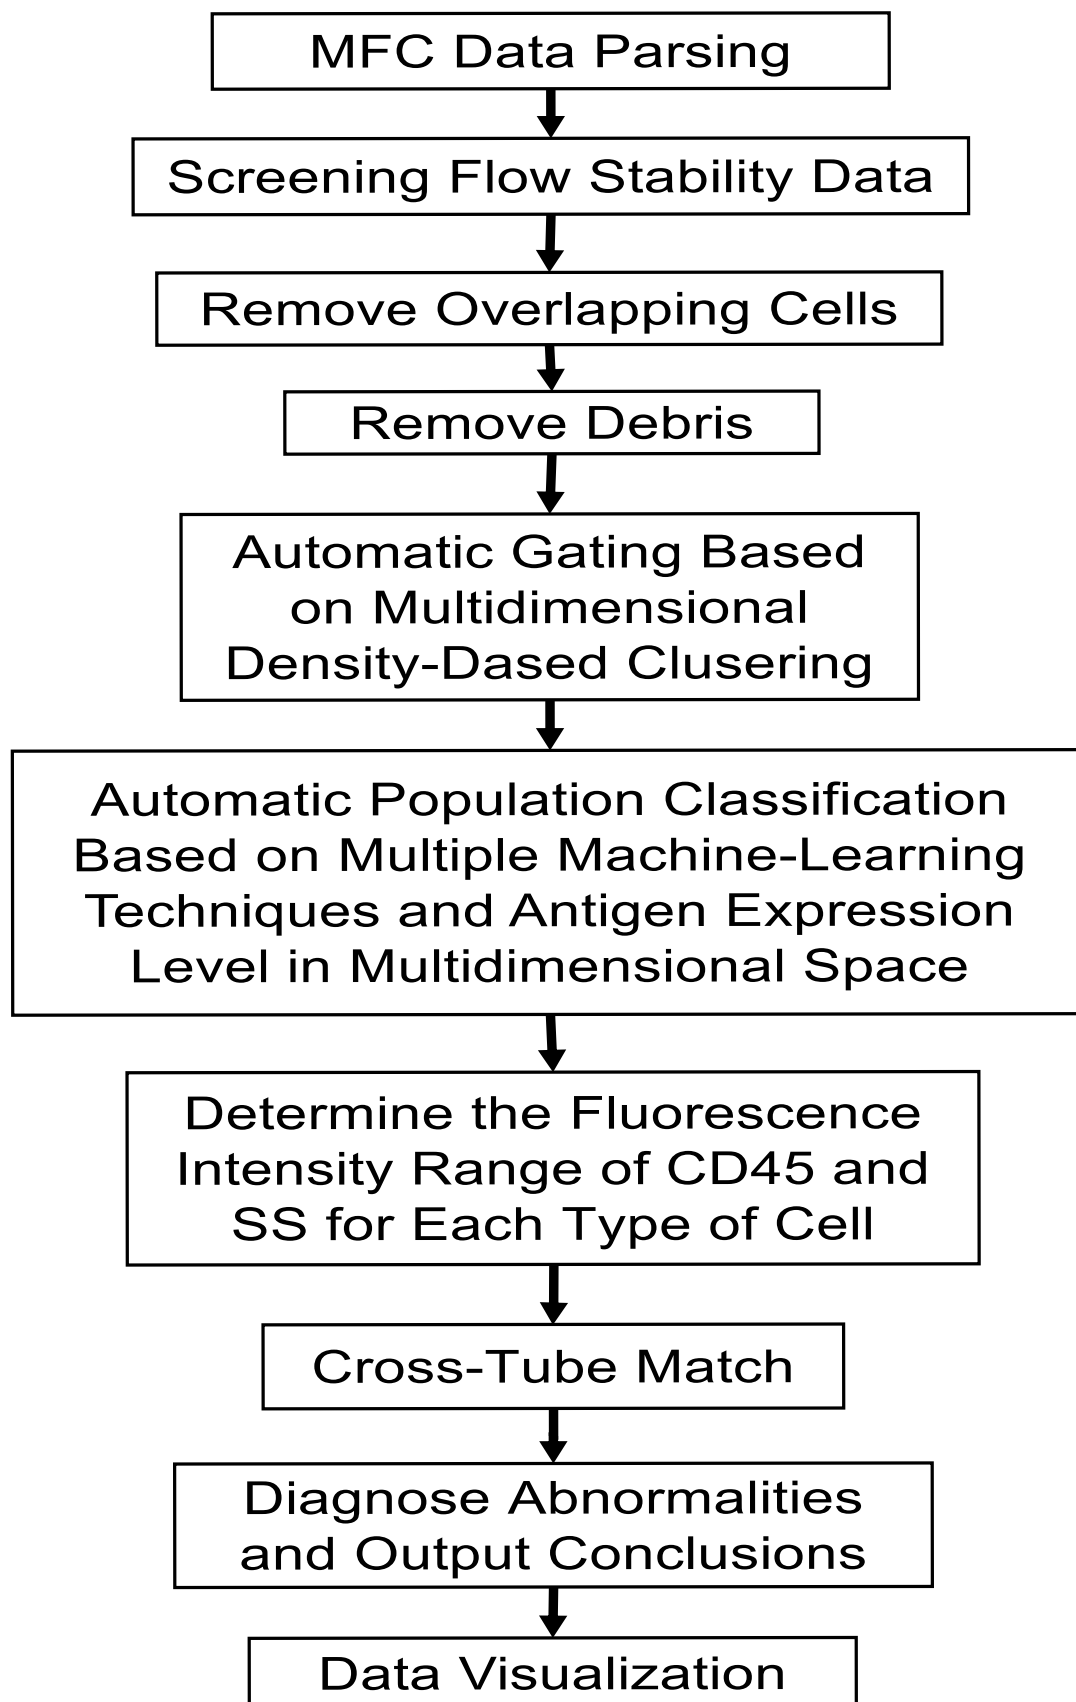 MFC Data Parsing
Screening Flow Stability Data
Remove Overlapping Cells
Remove Debris
Automatic Gating Based
on Multidimensional
Density-Dased Clusering
Automatic Population Classification
Based on Multiple Machine-Learning
Techniques and Antigen Expression
Level in Multidimensional Space
Determine the Fluorescence
Intensity Range of CD45 and
SS for Each Type of Cell
Cross-Tube Match
Diagnose Abnormalities
and Output Conclusions
Data Visualization